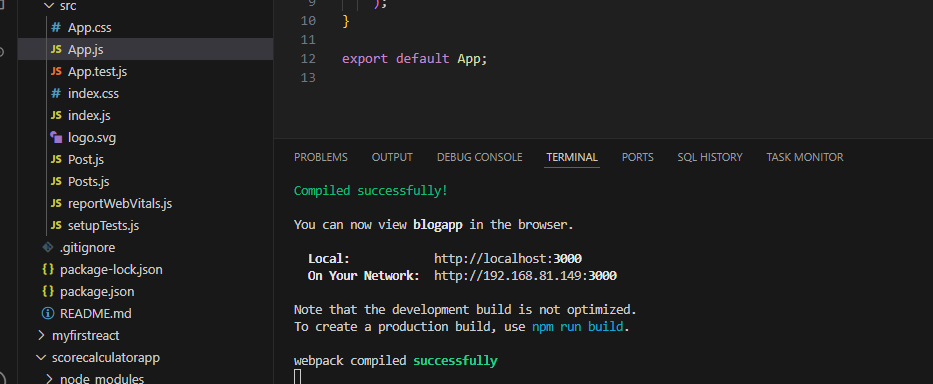 src
App.css
App.js
App.test.js
index.css
index.js
logo.svg
Post.js
Posts.js
reportWebVitals.js
setupTests.js
.gitignore
package-lock.json
package.json
README.md
myfirstreact
scorecalculatorapp
node_modules
9 );
10 }
11
12 export default App;
13
PROBLEMS OUTPUT DEBUG CONSOLE TERMINAL PORTS SQL HISTORY TASK MONITOR
Compiled successfully!
You can now view blogapp in the browser.
Local: http://localhost:3000
On Your Network: http://192.168.81.149:3000
Note that the development build is not optimized.
To create a production build, use npm run build.
webpack compiled successfully